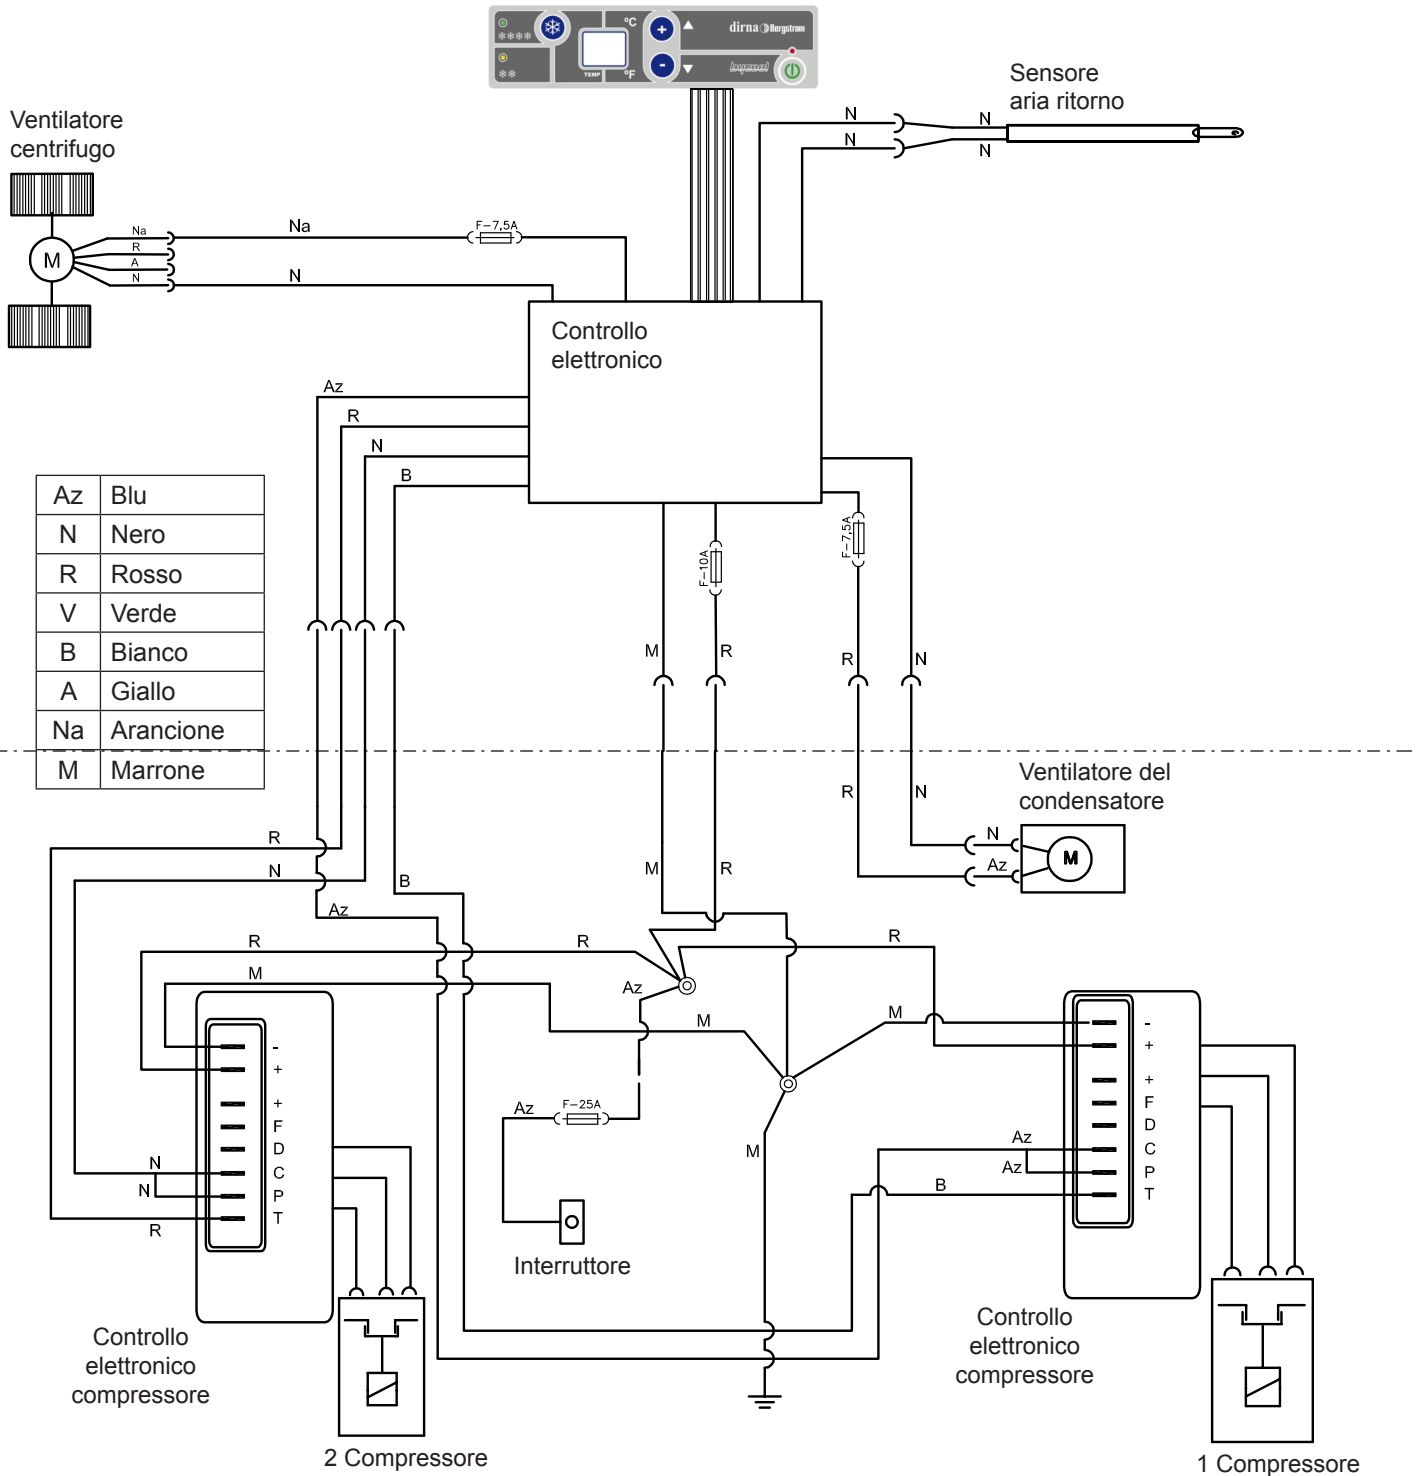 °C
dirna Bergstrom
TEMP
°F
bycool
Sensore
aria ritorno
N
N
N
N
Ventilatore
centrifugo
M
Na
R
A
N
Na
N
F-7,5A
Controllo
elettronico
Az
R
N
B
Az Blu
N Nero
R Rosso
V Verde
B Bianco
A Giallo
Na Arancione
M Marrone
F-10A
F-7,5A
M
R
R
N
R
N
Ventilatore del
condensatore
N
Az
M
R
N
B
Az
M
R
R
R
R
M
Az
M
M
-
+
+
F
D
C
P
T
N
N
R
Az
F-25A
Interruttore
M
-
+
+
F
D
C
P
T
Az
Az
B
Controllo
elettronico
compressore
2 Compressore
Controllo
elettronico
compressore
1 Compressore